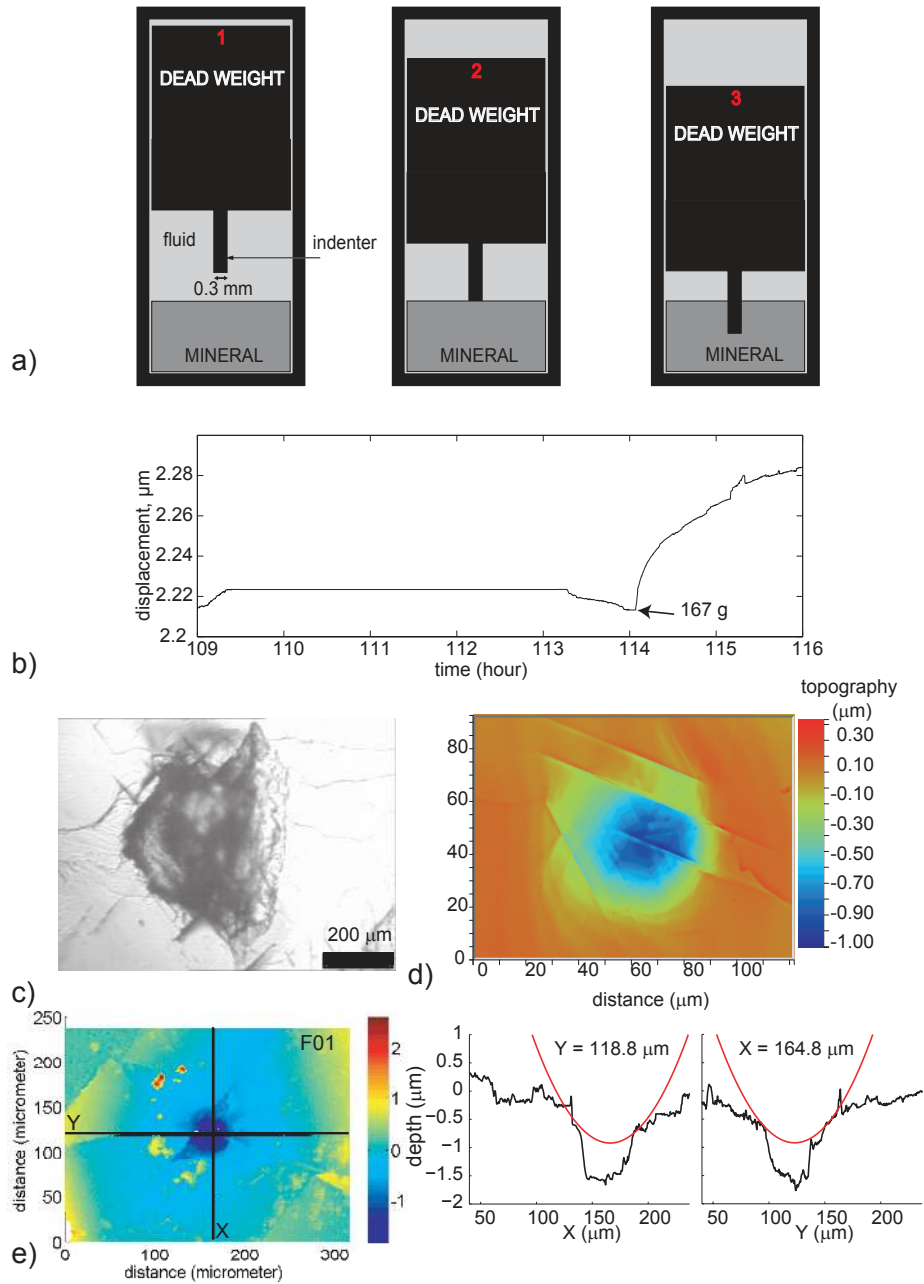 1
DEAD WEIGHT
2
DEAD WEIGHT
3
DEAD WEIGHT
fluid
indenter
0.3 mm
MINERAL
MINERAL
MINERAL
a)
displacement, μm
2.28
2.26
2.24
2.22
2.2
167 g
109 110 111 112 113 114 115 116
time (hour)
b)
200 μm
c)
topography
(μm)
0.30
0.10
-0.10
-0.30
-0.50
-0.70
-0.90
-1.00
80
60
40
20
0
0 20 40 60 80 100
distance (μm)
d)
distance (micrometer)
250
200
150
100
50
0
F01
Y
X
0 100 200 300
distance (micrometer)
2
1
0
-1
depth (μm)
e)
1
0.5
0
−0.5
−1
−1.5
−2
Y = 118.8 μm
50 100 150 200
X (μm)
X = 164.8 μm
50 100 150 200
Y (μm)